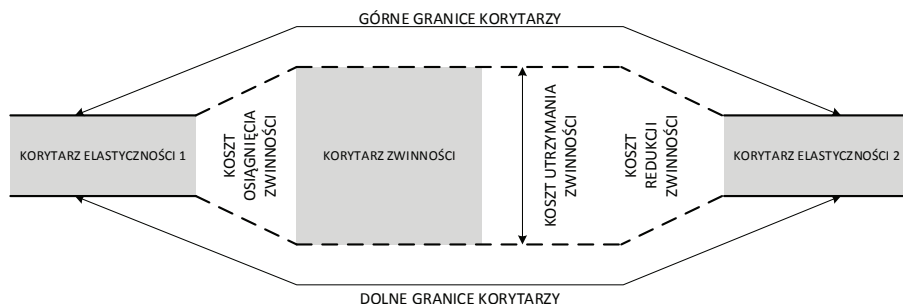 GÓRNE GRANICE KORYTARZY
KORYTARZ ELASTYCZNOŚCI 1
KOSZT
OSIĄGNIĘCIA
ZWINNOŚCI
KORYTARZ ZWINNOŚCI
KOSZT UTRZYMANIA
ZWINNOŚCI
KOSZT
REDUKCJI
ZWINNOŚCI
KORYTARZ ELASTYCZNOŚCI 2
DOLNE GRANICE KORYTARZY